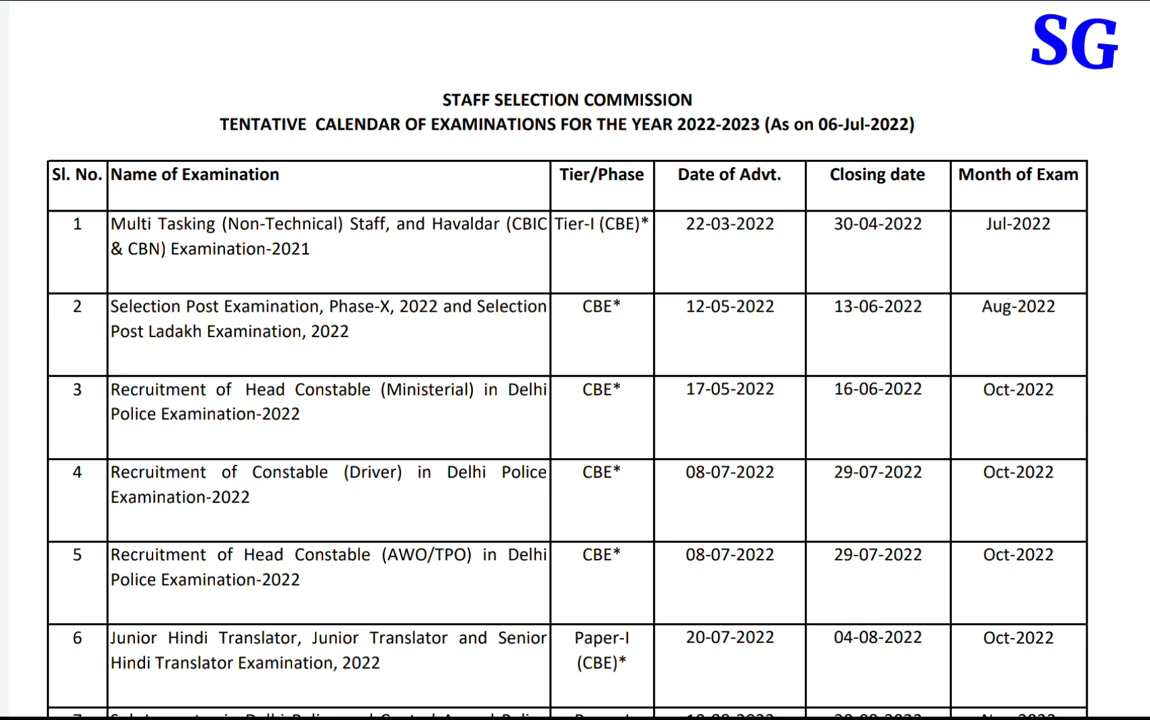 SG
STAFF SELECTION COMMISSION
TENTATIVE CALENDAR OF EXAMINATIONS FOR THE YEAR 2022-2023 (As on 06-Jul-2022)
Sl. No. Name of Examination Tier/Phase Date of Advt. Closing date Month of Exam
1 Multi Tasking (Non-Technical) Staff, and Havaldar (CBIC Tier-I (CBE)* 22-03-2022 30-04-2022 Jul-2022
& CBN) Examination-2021
2 Selection Post Examination, Phase-X, 2022 and Selection CBE* 12-05-2022 13-06-2022 Aug-2022
Post Ladakh Examination, 2022
3 Recruitment of Head Constable (Ministerial) in Delhi CBE* 17-05-2022 16-06-2022 Oct-2022
Police Examination-2022
4 Recruitment of Constable (Driver) in Delhi Police CBE* 08-07-2022 29-07-2022 Oct-2022
Examination-2022
5 Recruitment of Head Constable (AWO/TPO) in Delhi CBE* 08-07-2022 29-07-2022 Oct-2022
Police Examination-2022
6 Junior Hindi Translator, Junior Translator and Senior Paper-I 20-07-2022 04-08-2022 Oct-2022
Hindi Translator Examination, 2022 (CBE)*